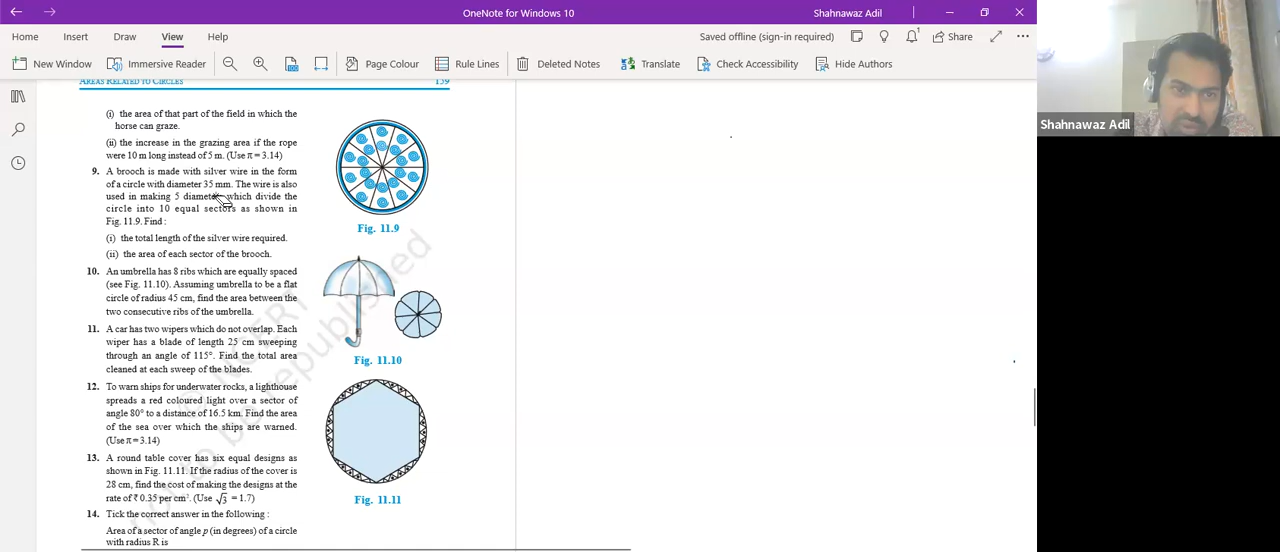 OneNote for Windows 10
Shahnawaz Adil
Home Insert Draw View Help
Saved offline (sign-in required)
1
Share
New Window
Immersive Reader
Page Colour
Rule Lines
Deleted Notes
Translate
Check Accessibility
Hide Authors
AREAS RELATED TO CIRCLES 159
(i) the area of that part of the field in which the
horse can graze.
(ii) the increase in the grazing area if the rope
were 10 m long instead of 5 m. (Use π = 3.14)
9. A brooch is made with silver wire in the form
of a circle with diameter 35 mm. The wire is also
used in making 5 diameters which divide the
circle into 10 equal sectors as shown in
Fig. 11.9. Find :
(i) the total length of the silver wire required.
(ii) the area of each sector of the brooch.
Fig. 11.9
10. An umbrella has 8 ribs which are equally spaced
(see Fig. 11.10). Assuming umbrella to be a flat
circle of radius 45 cm, find the area between the
two consecutive ribs of the umbrella.
11. A car has two wipers which do not overlap. Each
wiper has a blade of length 25 cm sweeping
through an angle of 115°. Find the total area
cleaned at each sweep of the blades.
Fig. 11.10
12. To warn ships for underwater rocks, a lighthouse
spreads a red coloured light over a sector of
angle 80° to a distance of 16.5 km. Find the area
of the sea over which the ships are warned.
(Use π = 3.14)
13. A round table cover has six equal designs as
shown in Fig. 11.11. If the radius of the cover is
28 cm, find the cost of making the designs at the
rate of ₹ 0.35 per cm². (Use √3 = 1.7)
Fig. 11.11
14. Tick the correct answer in the following :
Area of a sector of angle p (in degrees) of a circle
with radius R is
not to be republished
Shahnawaz Adil